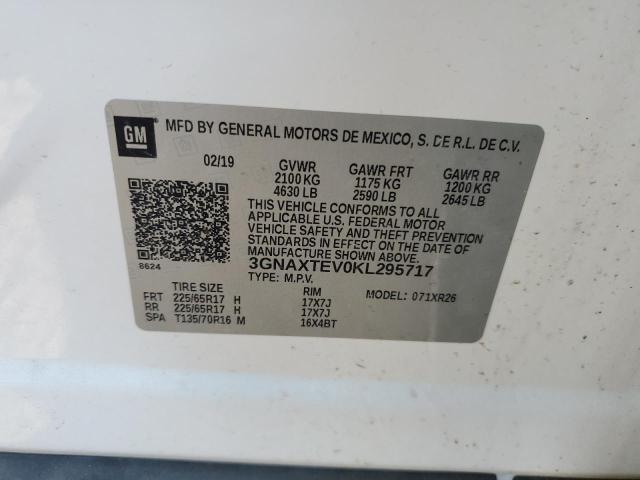 GM
MFD BY GENERAL MOTORS DE MEXICO, S. DE R.L. DE C.V.
02/19 GVWR GAWR FRT GAWR RR
2100 KG 1175 KG 1200 KG
4630 LB 2590 LB 2645 LB
THIS VEHICLE CONFORMS TO ALL
APPLICABLE U.S. FEDERAL MOTOR
VEHICLE SAFETY AND THEFT PREVENTION
STANDARDS IN EFFECT ON THE DATE OF
MANUFACTURE SHOWN ABOVE.
8624 3GNAXTEV0KL295717
TYPE: M.P.V.
TIRE SIZE RIM MODEL: 071XR26
FRT 225/65R17 H 17X7J
RR 225/65R17 H 17X7J
SPA T135/70R16 M 16X4BT